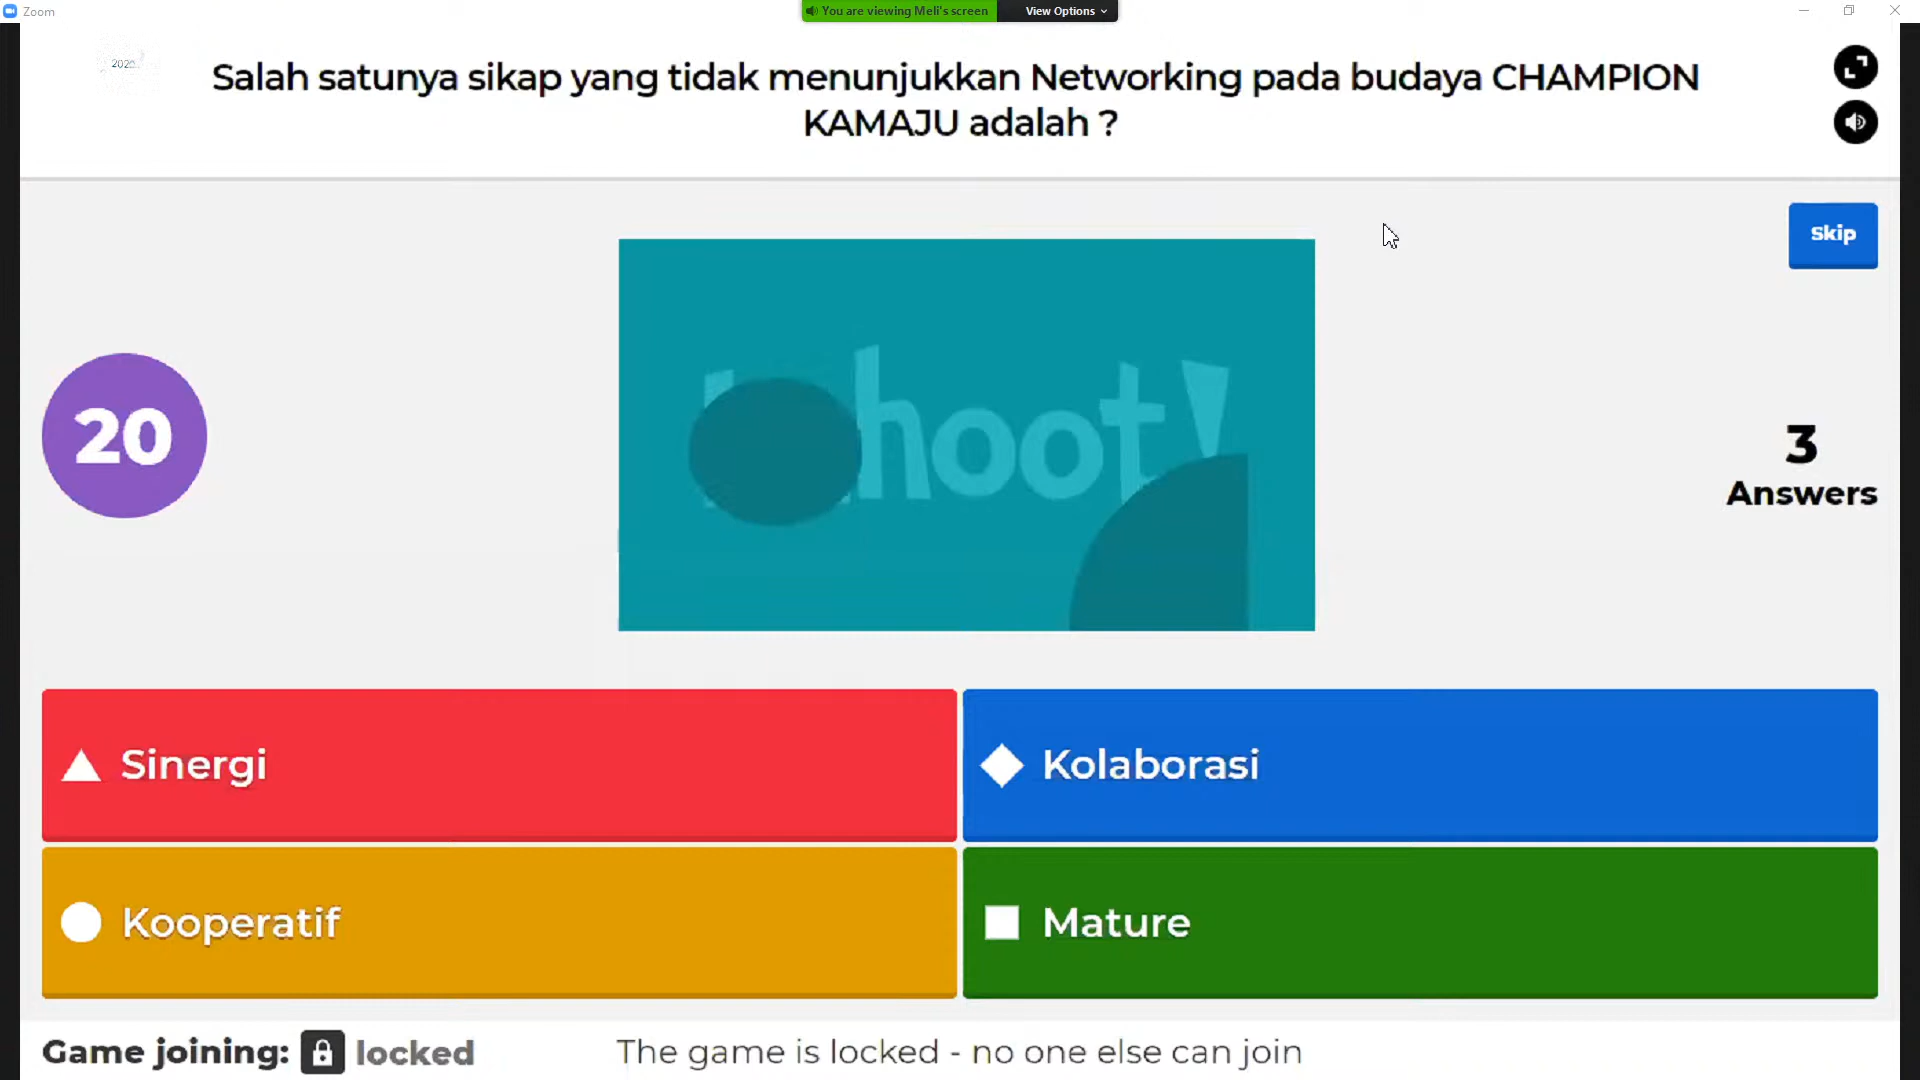 Zoom
You are viewing Meli's screen
View Options
2020
Salah satunya sikap yang tidak menunjukkan Networking pada budaya CHAMPION
KAMAJU adalah ?
Skip
20
hoot!
3
Answers
Sinergi
Kolaborasi
Kooperatif
Mature
Game joining: locked
The game is locked - no one else can join